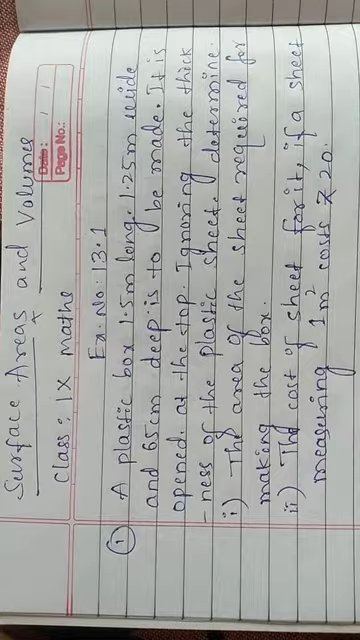 Surface Areas and Volumes
Date:
Page No.:
Class: IX maths
Ex. No: 13.1
① A plastic box 1.5m long. 1.25m wide
and 65cm deep is to be made. It is
opened. at the top. Ignoring the thick
-ness of the plastic sheet. determine.
i) The area of the sheet required for
making the box.
ii) The cost of sheet for it, if a sheet
measuring 1m² costs ₹20.